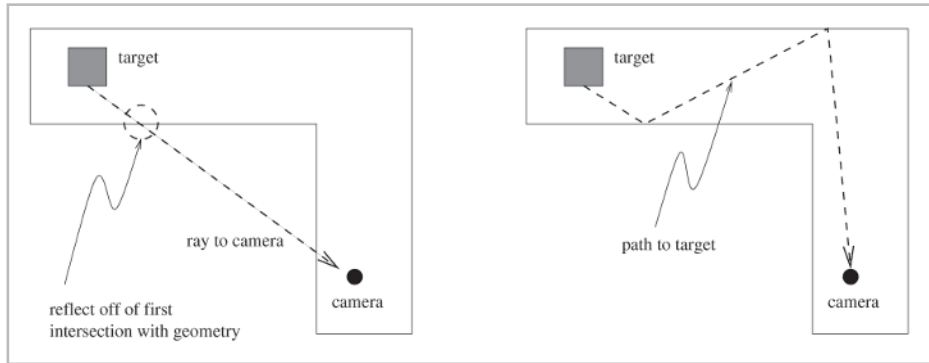 target
ray to camera
camera
reflect off of first
intersection with geometry
target
path to target
camera